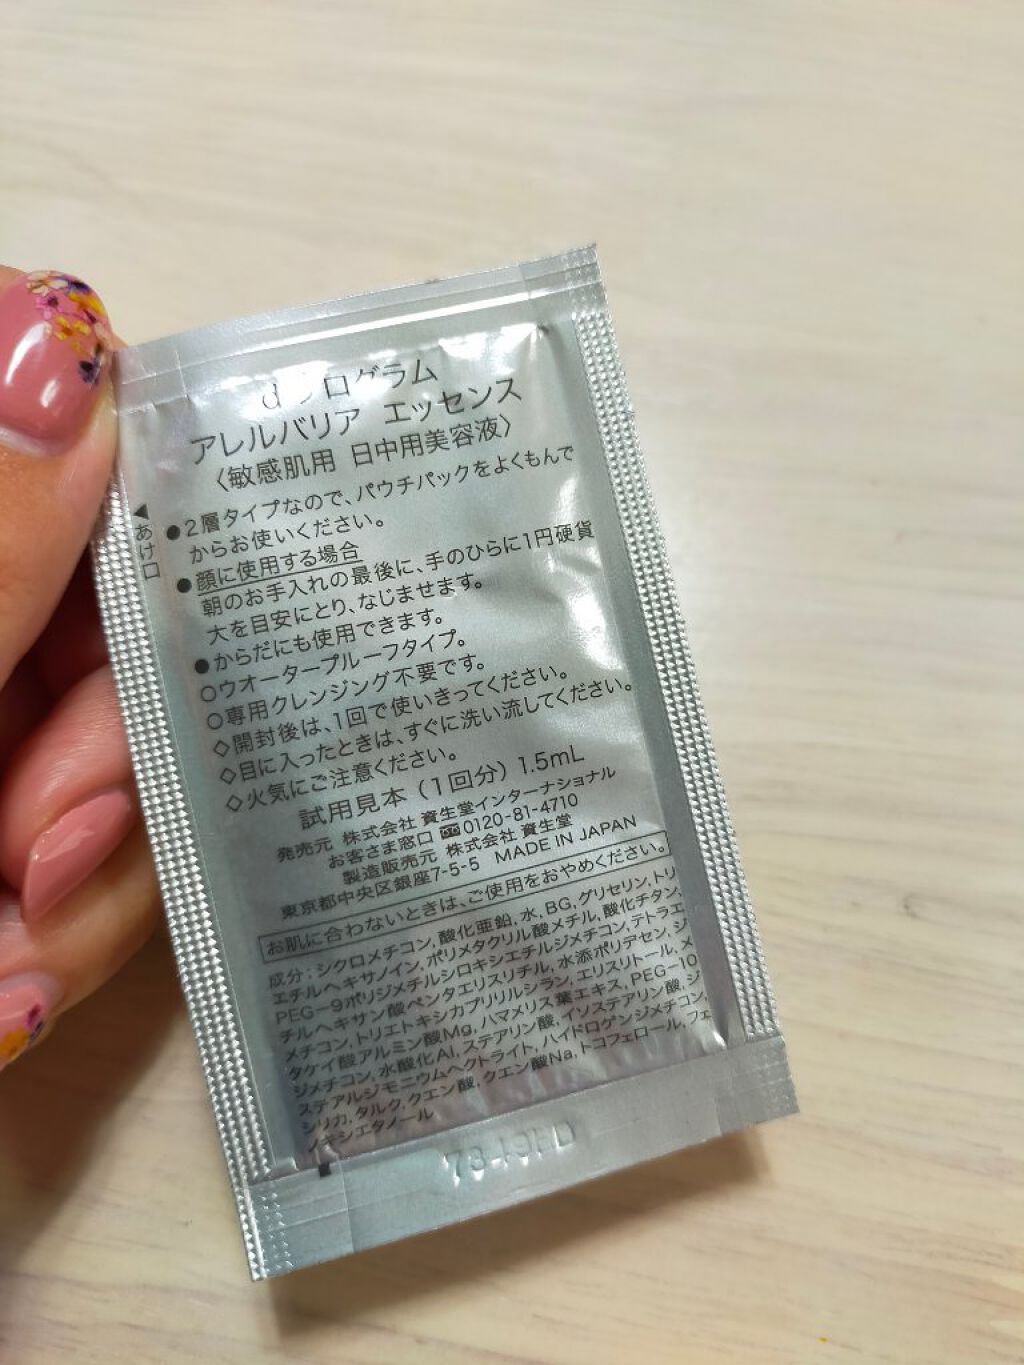 dプログラム
アレルバリア エッセンス
〈敏感肌用 日中用美容液〉
◀あけ口
●2層タイプなので、パウチパックをよくもんで
からお使いください。
●顔に使用する場合
朝のお手入れの最後に、手のひらに1円硬貨
大を目安にとり、なじませます。
●からだにも使用できます。
○ウオータープルーフタイプ。
○専用クレンジング不要です。
◇開封後は、1回で使いきってください。
◇目に入ったときは、すぐに洗い流してください。
◇火気にご注意ください。
試用見本(1回分) 1.5mL
発売元 株式会社 資生堂インターナショナル
お客さま窓口 0120-81-4710
製造販売元 株式会社 資生堂
東京都中央区銀座7-5-5 MADE IN JAPAN
お肌に合わないときは、ご使用をおやめください。
成分:シクロメチコン,酸化亜鉛,水,BG,グリセリン,トリ
エチルヘキサノイン,ポリメタクリル酸メチル,酸化チタン,
PEG-9ポリジメチルシロキシエチルジメチコン,テトラエ
チルヘキサン酸ペンタエリスリチル,水添ポリデセン,ジ
メチコン,トリエトキシカプリリルシラン,エリスリトール,メ
タケイ酸アルミン酸Mg,ハマメリス葉エキス,PEG-10
ジメチコン,水酸化Al,ステアリン酸,イソステアリン酸,ジ
ステアルジモニウムヘクトライト,ハイドロゲンジメチコン,
シリカ,タルク,クエン酸,クエン酸Na,トコフェロール,フェ
ノキシエタノール